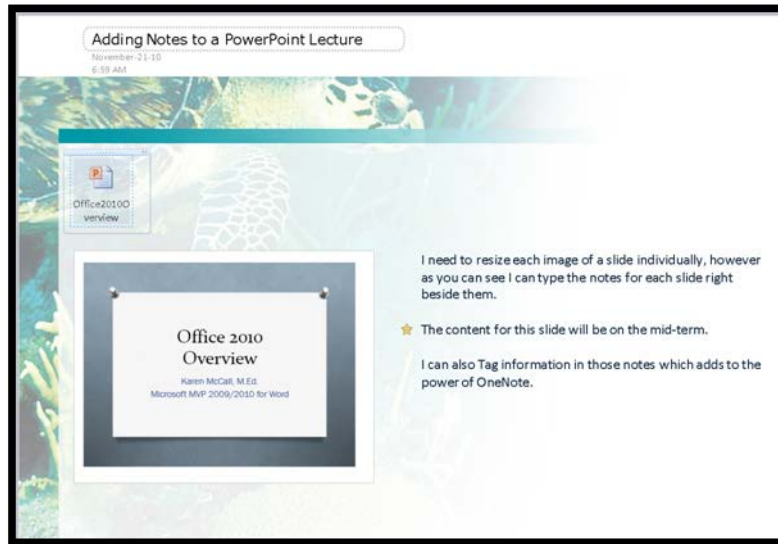 Adding Notes to a PowerPoint Lecture
November-21-10
6:59 AM
Office2010O
verview
Office 2010
Overview
Karen McCall, M.Ed.
Microsoft MVP 2009/2010 for Word
I need to resize each image of a slide individually, however
as you can see I can type the notes for each slide right
beside them.
The content for this slide will be on the mid-term.
I can also Tag information in those notes which adds to the
power of OneNote.